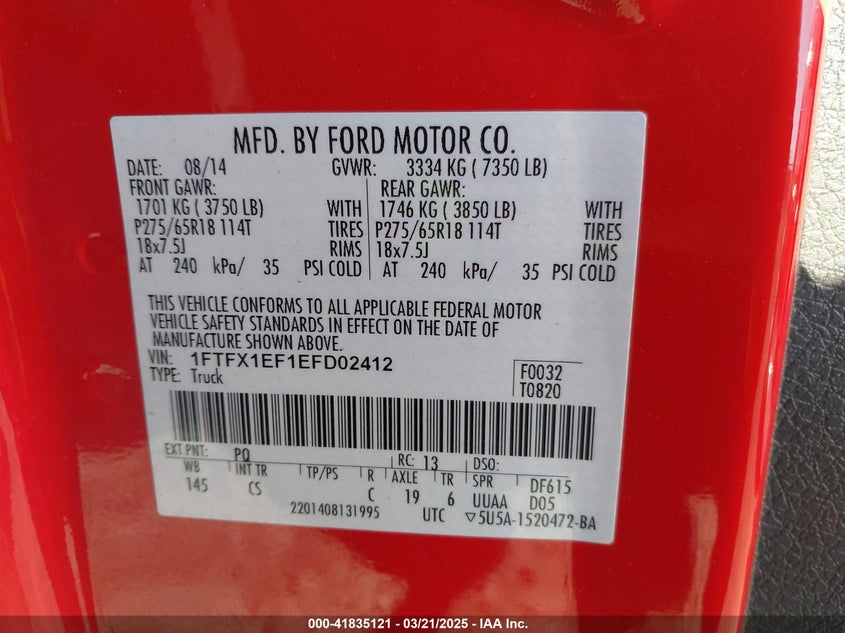 MFD. BY FORD MOTOR CO.
DATE: 08/14 GVWR: 3334 KG ( 7350 LB)
FRONT GAWR: REAR GAWR:
1701 KG ( 3750 LB) WITH 1746 KG ( 3850 LB) WITH
P275/65R18 114T TIRES P275/65R18 114T TIRES
18x7.5J RIMS 18x7.5J RIMS
AT 240 kPa/ 35 PSI COLD AT 240 kPa/ 35 PSI COLD
THIS VEHICLE CONFORMS TO ALL APPLICABLE FEDERAL MOTOR
VEHICLE SAFETY STANDARDS IN EFFECT ON THE DATE OF
MANUFACTURE SHOWN ABOVE.
VIN: 1FTFX1EF1EFD02412 F0032
TYPE: Truck T0820
EXT PNT: PQ RC: 13 DSO:
WB INT TR TP/PS R AXLE TR SPR DF615
145 CS C 19 6 UUAA D05
2201408131995 UTC ▽5U5A-1520472-BA
000-41835121 - 03/21/2025 - IAA Inc.